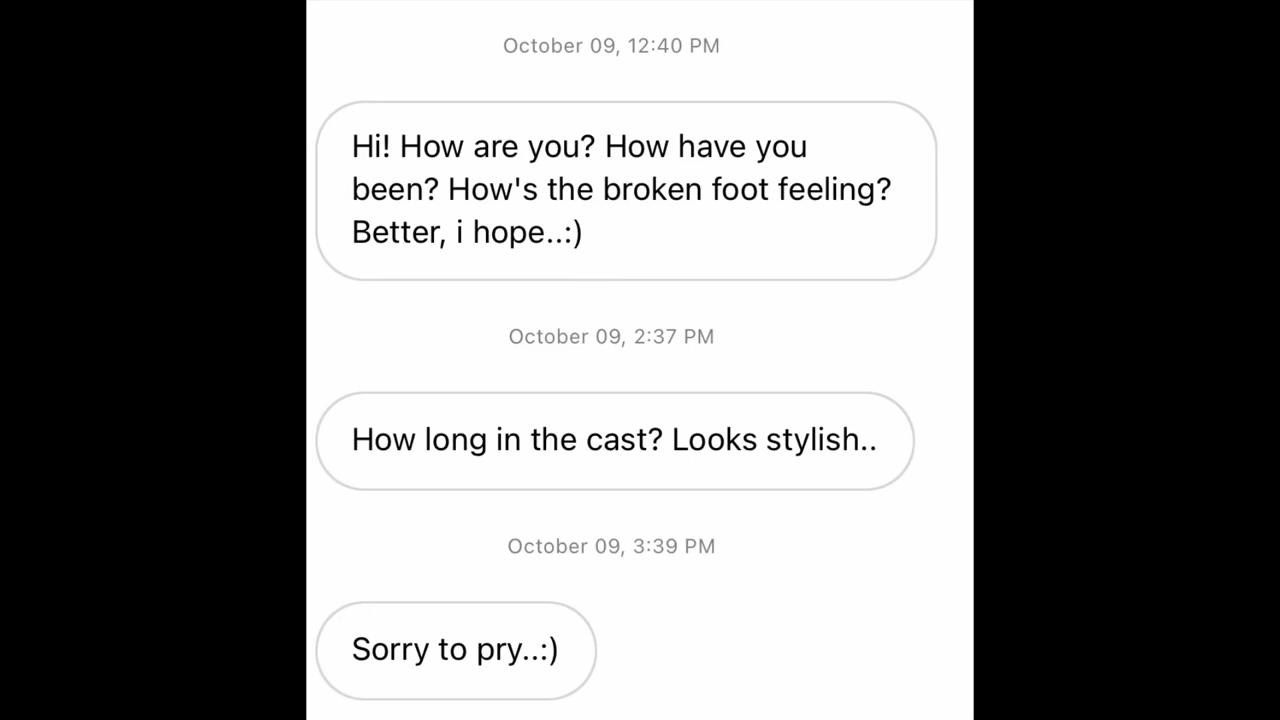 October 09, 12:40 PM
Hi! How are you? How have you
been? How's the broken foot feeling?
Better, i hope..:)
October 09, 2:37 PM
How long in the cast? Looks stylish..
October 09, 3:39 PM
Sorry to pry..:)